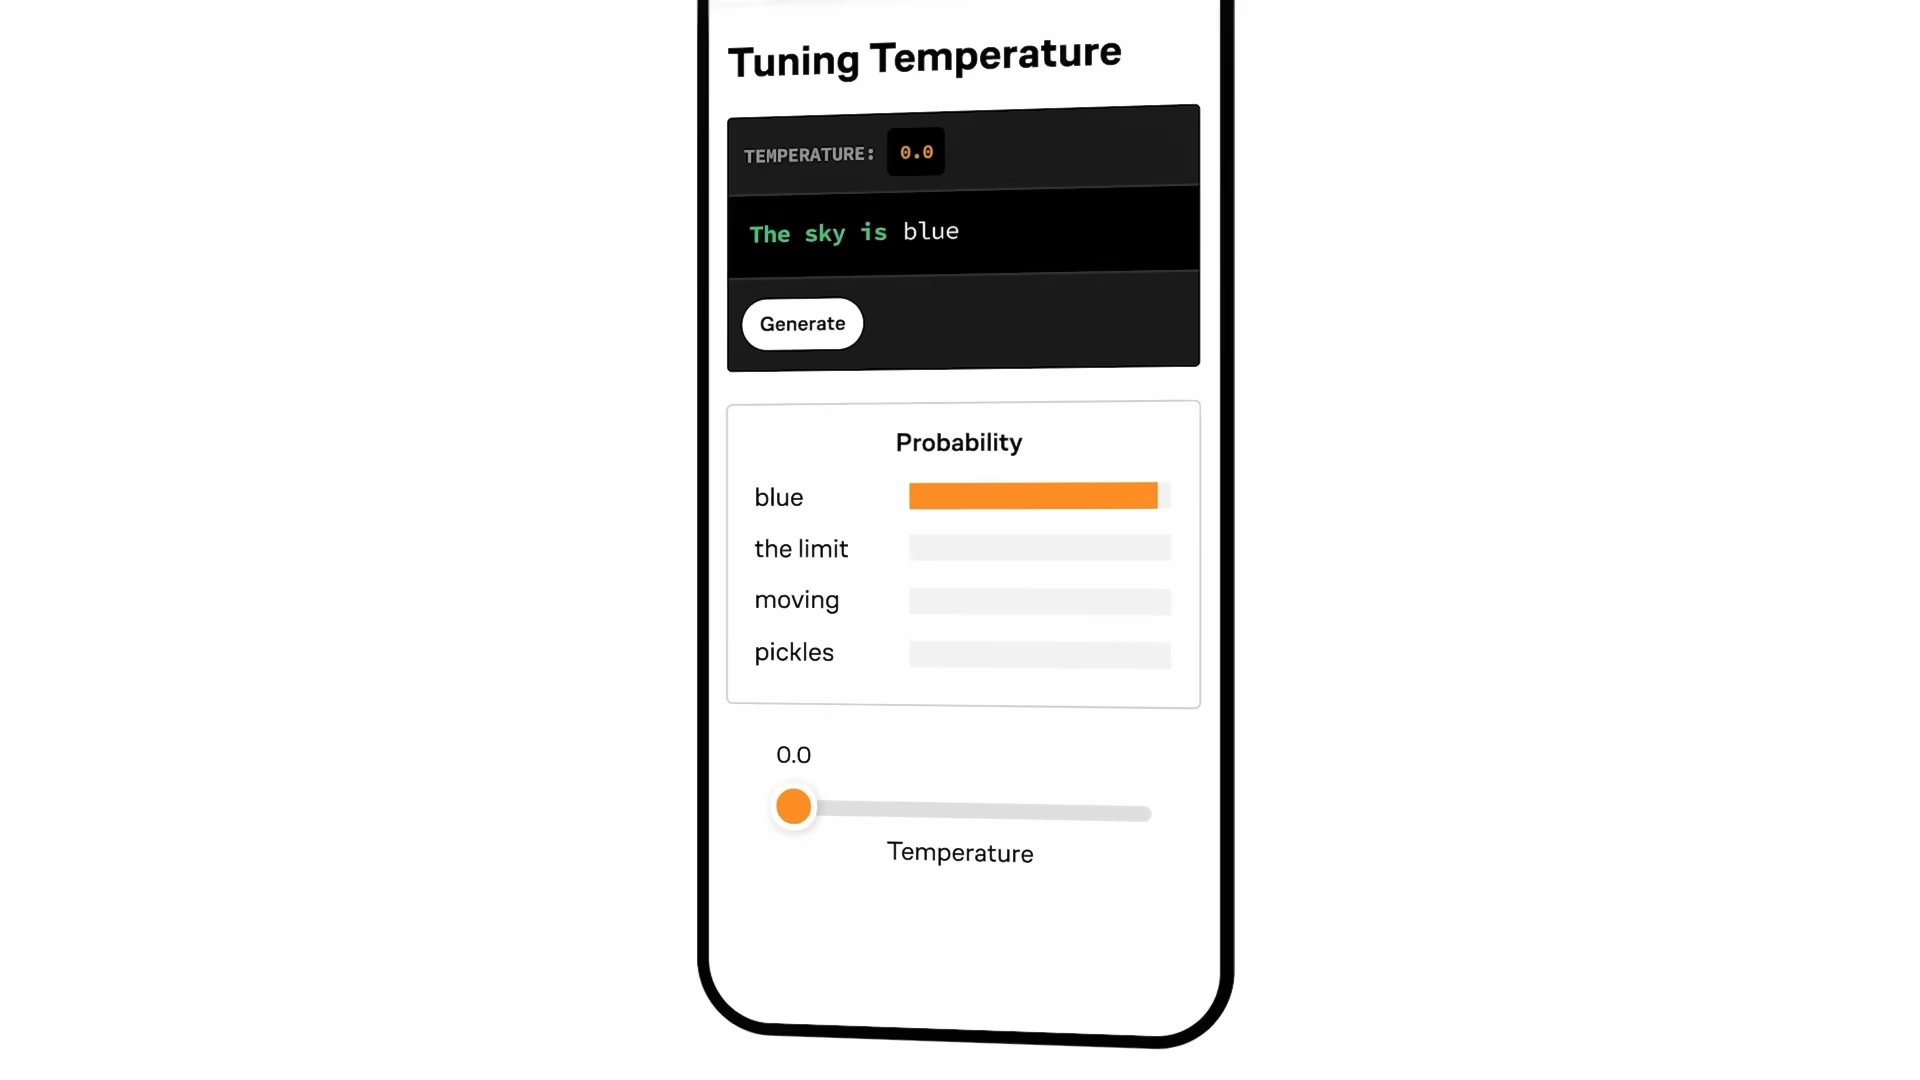 Tuning Temperature
TEMPERATURE: 0.0
The sky is blue
Generate
Probability
blue
the limit
moving
pickles
0.0
Temperature